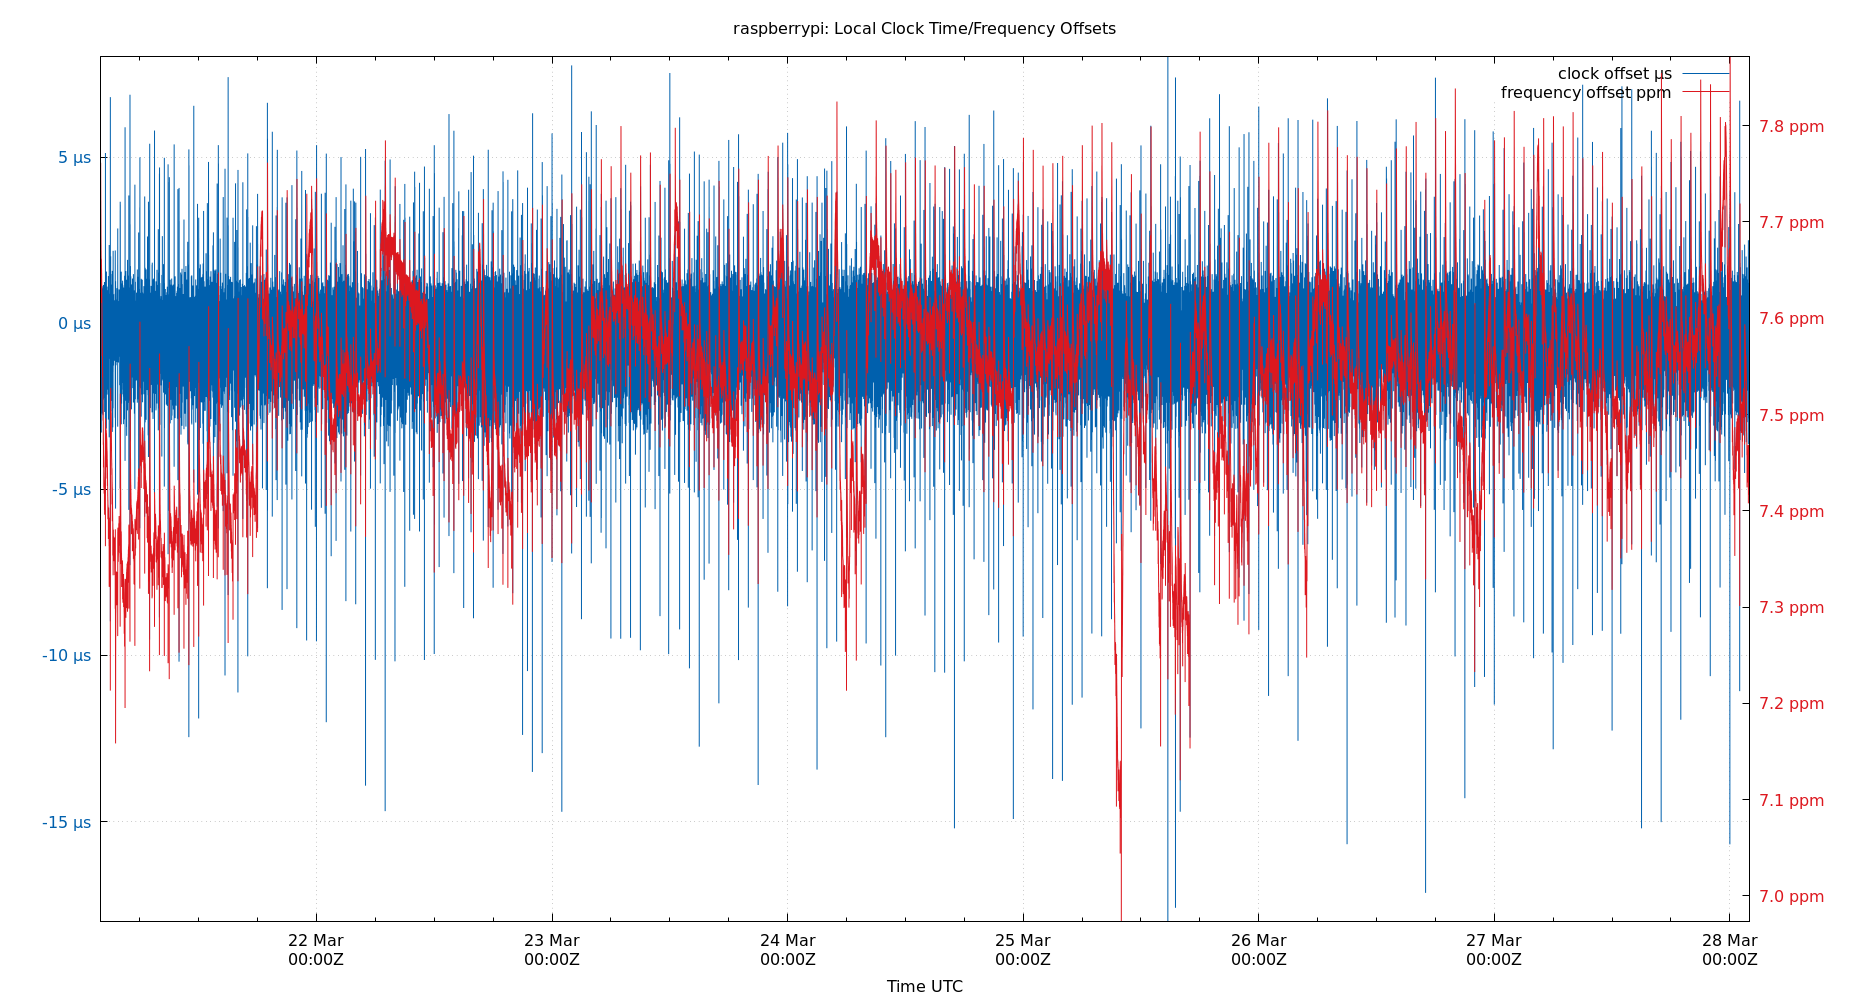 raspberrypi: Local Clock Time/Frequency Offsets
clock offset µs
frequency offset ppm
5 µs
0 µs
-5 µs
-10 µs
-15 µs
7.8 ppm
7.7 ppm
7.6 ppm
7.5 ppm
7.4 ppm
7.3 ppm
7.2 ppm
7.1 ppm
7.0 ppm
22 Mar
00:00Z
23 Mar
00:00Z
24 Mar
00:00Z
25 Mar
00:00Z
26 Mar
00:00Z
27 Mar
00:00Z
28 Mar
00:00Z
Time UTC